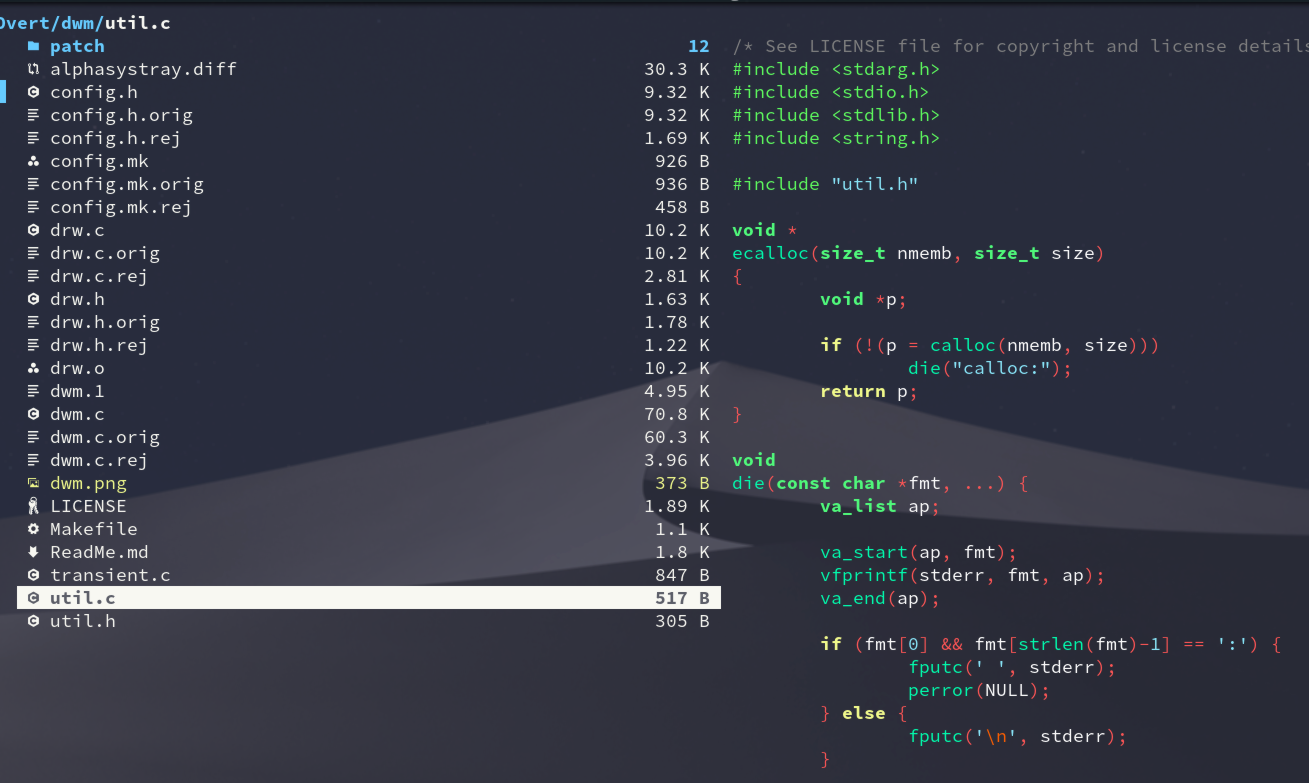 Overt/dwm/util.c
patch 12
alphasystray.diff 30.3 K
config.h 9.32 K
config.h.orig 9.32 K
config.h.rej 1.69 K
config.mk 926 B
config.mk.orig 936 B
config.mk.rej 458 B
drw.c 10.2 K
drw.c.orig 10.2 K
drw.c.rej 2.81 K
drw.h 1.63 K
drw.h.orig 1.78 K
drw.h.rej 1.22 K
drw.o 10.2 K
dwm.1 4.95 K
dwm.c 70.8 K
dwm.c.orig 60.3 K
dwm.c.rej 3.96 K
dwm.png 373 B
LICENSE 1.89 K
Makefile 1.1 K
ReadMe.md 1.8 K
transient.c 847 B
util.c 517 B
util.h 305 B
/* See LICENSE file for copyright and license details
#include <stdarg.h>
#include <stdio.h>
#include <stdlib.h>
#include <string.h>
#include "util.h"
void *
ecalloc(size_t nmemb, size_t size)
{
void *p;
if (!(p = calloc(nmemb, size)))
die("calloc:");
return p;
}
void
die(const char *fmt, ...) {
va_list ap;
va_start(ap, fmt);
vfprintf(stderr, fmt, ap);
va_end(ap);
if (fmt[0] && fmt[strlen(fmt)-1] == ':') {
fputc(' ', stderr);
perror(NULL);
} else {
fputc('\n', stderr);
}